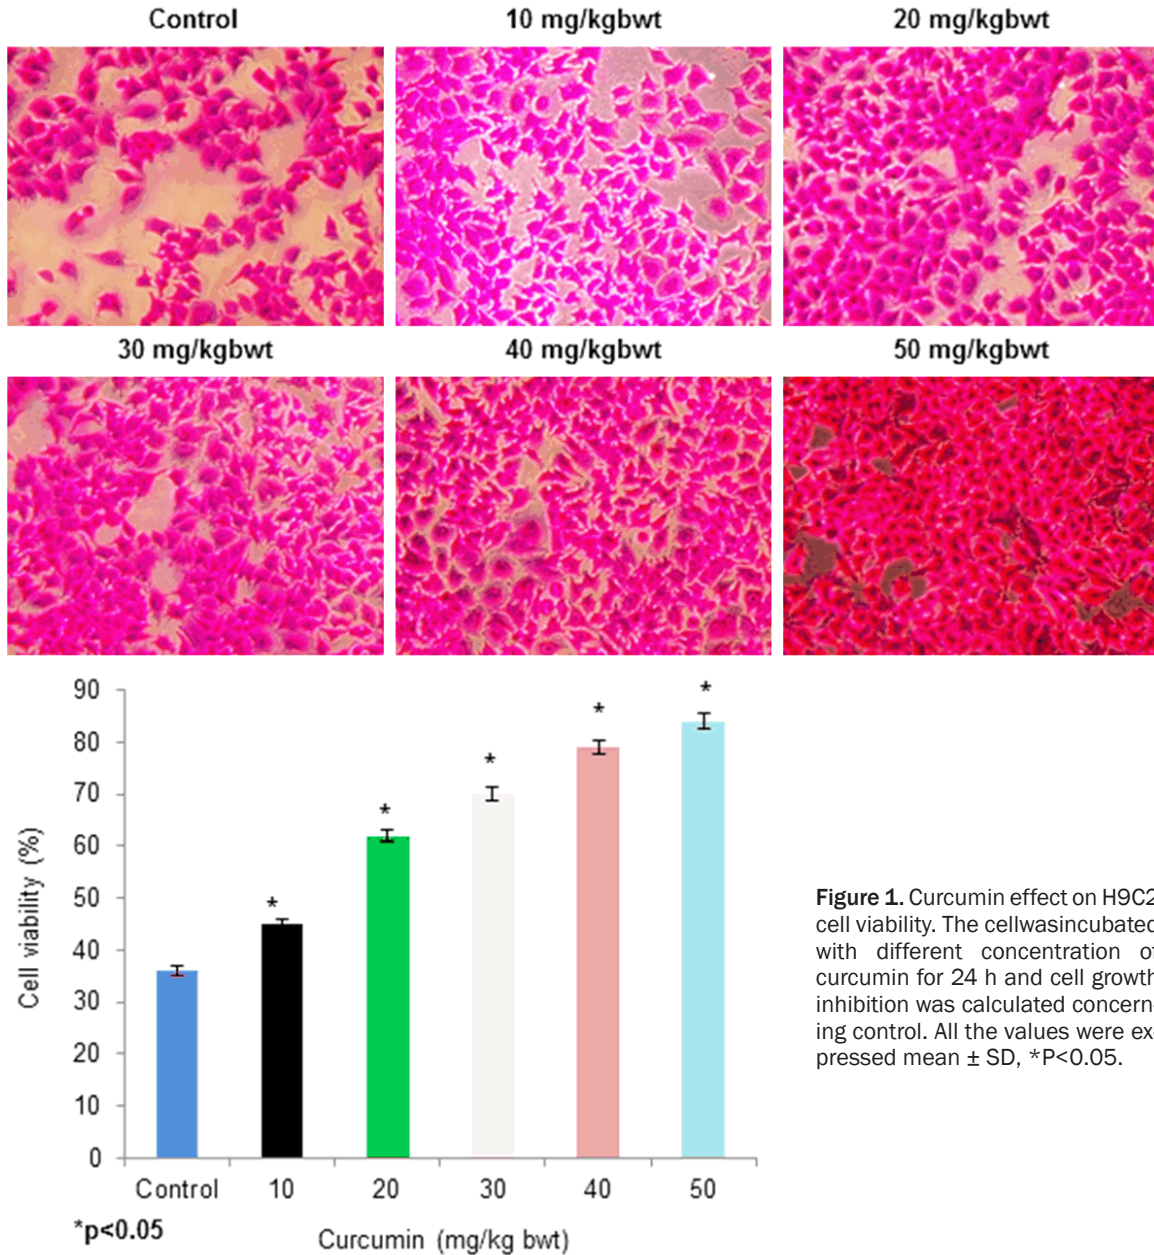 Control 10 mg/kgbwt 20 mg/kgbwt
30 mg/kgbwt 40 mg/kgbwt 50 mg/kgbwt
90
80
70
60
50
40
30
20
10
0
Cell viability (%)
*
*
*
*
*
Control 10 20 30 40 50
*p<0.05
Curcumin (mg/kg bwt)
Figure 1. Curcumin effect on H9C2
cell viability. The cellwasincubated
with different concentration of
curcumin for 24 h and cell growth
inhibition was calculated concern-
ing control. All the values were ex-
pressed mean ± SD, *P<0.05.